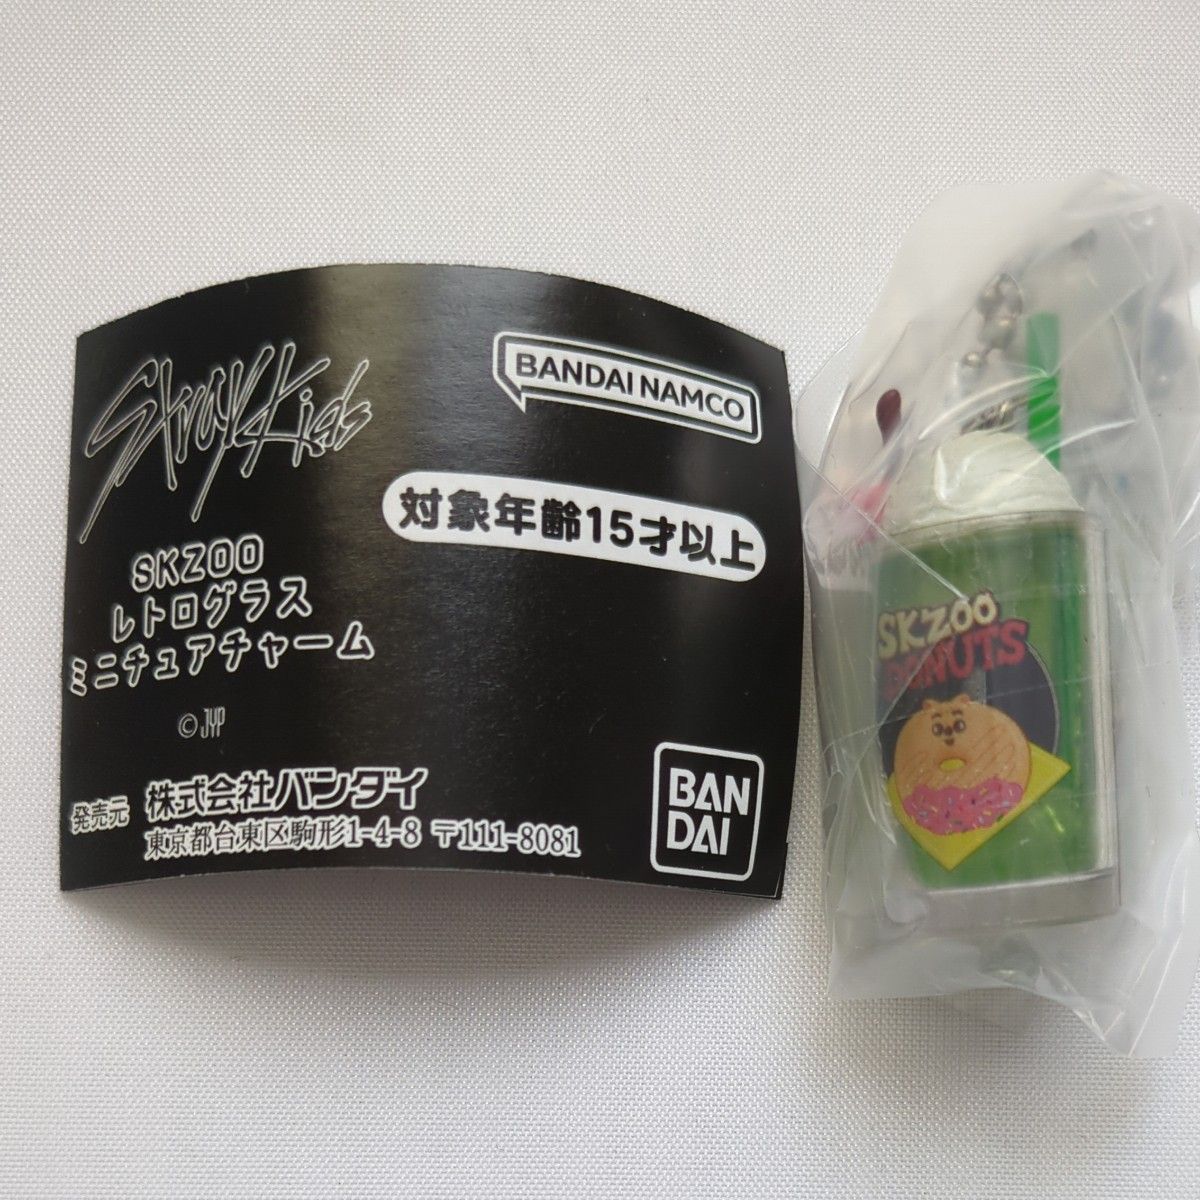 Stray Kids
BANDAI NAMCO
対象年齢15才以上
SKZOO
レトログラス
ミニチュアチャーム
©JYP
発売元 株式会社バンダイ
東京都台東区駒形1-4-8 〒111-8081
BAN
DAI
SKZOO
DONUTS